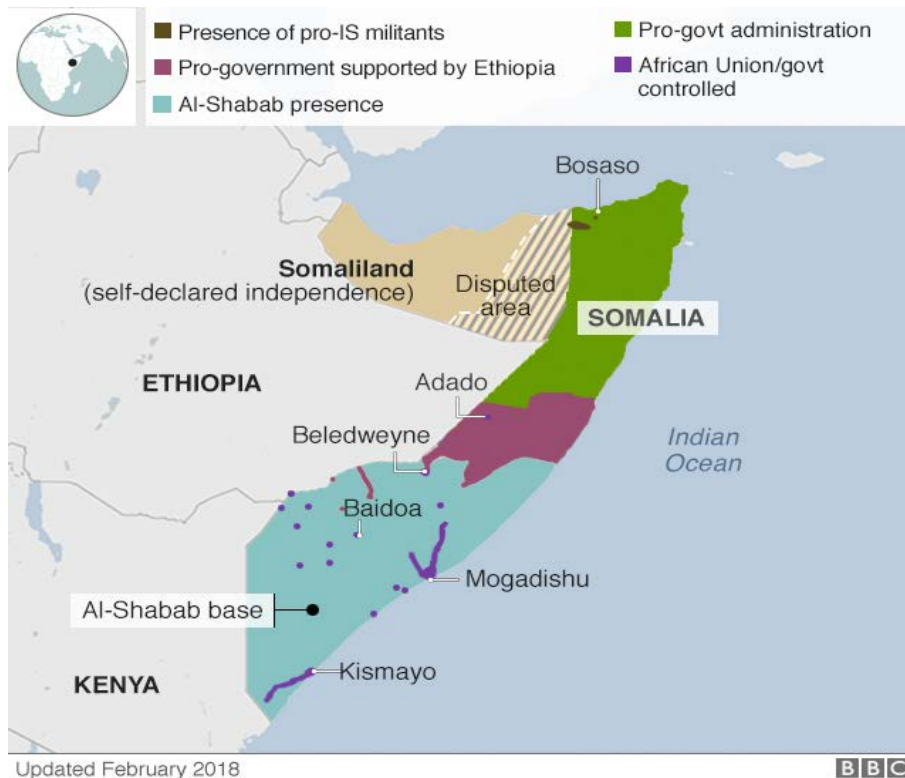 Presence of pro-IS militants
Pro-government supported by Ethiopia
Al-Shabab presence
Pro-govt administration
African Union/govt
controlled
Bosaso
Somaliland
(self-declared independence)
Disputed
area
SOMALIA
ETHIOPIA
Adado
Beledweyne
Indian
Ocean
Baidoa
Mogadishu
Al-Shabab base
Kismayo
KENYA
Updated February 2018
BBC